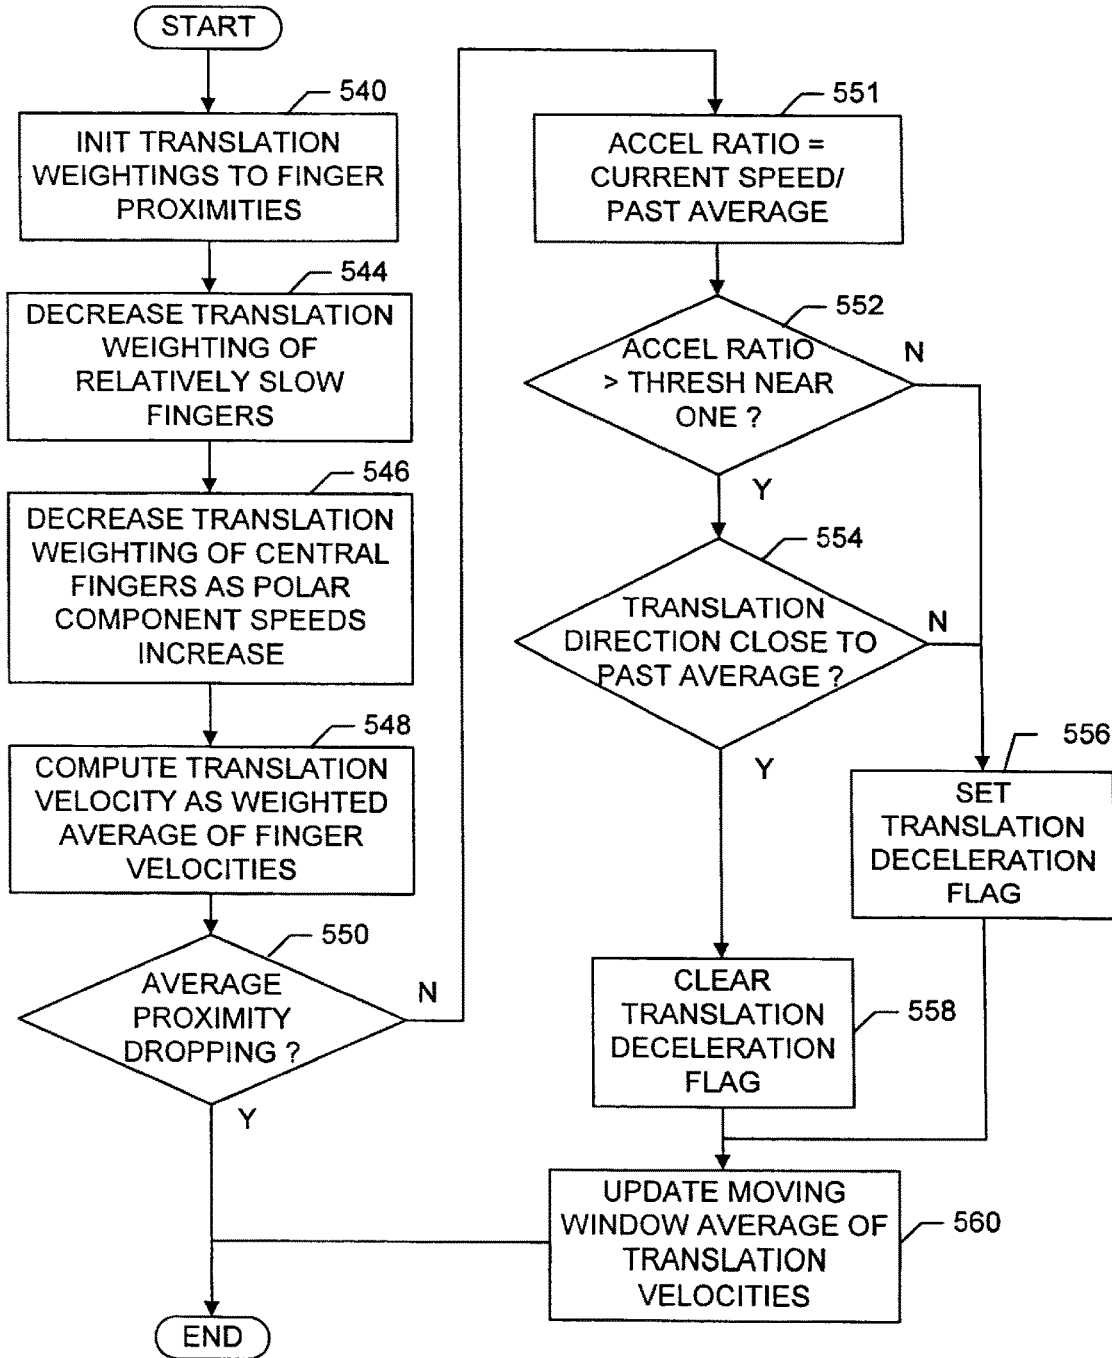 START
540
INIT TRANSLATION
WEIGHTINGS TO FINGER
PROXIMITIES
544
DECREASE TRANSLATION
WEIGHTING OF
RELATIVELY SLOW
FINGERS
546
DECREASE TRANSLATION
WEIGHTING OF CENTRAL
FINGERS AS POLAR
COMPONENT SPEEDS
INCREASE
548
COMPUTE TRANSLATION
VELOCITY AS WEIGHTED
AVERAGE OF FINGER
VELOCITIES
550
AVERAGE
PROXIMITY
DROPPING ?
N
Y
551
ACCEL RATIO =
CURRENT SPEED/
PAST AVERAGE
552
ACCEL RATIO
> THRESH NEAR
ONE ?
N
Y
554
TRANSLATION
DIRECTION CLOSE TO
PAST AVERAGE ?
N
Y
556
SET
TRANSLATION
DECELERATION
FLAG
CLEAR
TRANSLATION
DECELERATION
FLAG
558
UPDATE MOVING
WINDOW AVERAGE OF
TRANSLATION
VELOCITIES
560
END